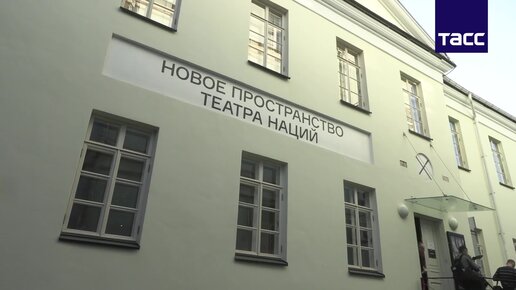 ТАСС
НОВОЕ ПРОСТРАНСТВО
ТЕАТРА НАЦИЙ